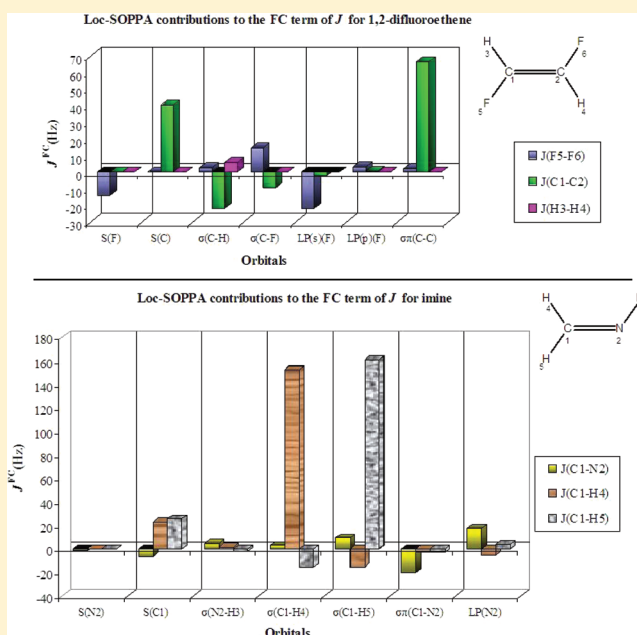 Loc-SOPPA contributions to the FC term of J for 1,2-difluoroethene
J^FC (Hz)
70
60
50
40
30
20
10
0
-10
-20
-30
S(F) S(C) σ(C-H) σ(C-F) LP(s)(F) LP(p)(F) σπ(C-C)
Orbitals
H F
3 6
C C
1 2
F H
5 4
J(F5-F6)
J(C1-C2)
J(H3-H4)
Loc-SOPPA contributions to the FC term of J for imine
J^FC (Hz)
180
160
140
120
100
80
60
40
20
0
-20
-40
S(N2) S(C1) σ(N2-H3) σ(C1-H4) σ(C1-H5) σπ(C1-N2) LP(N2)
Orbitals
H
4
C N
1 2
H
5
J(C1-N2)
J(C1-H4)
J(C1-H5)